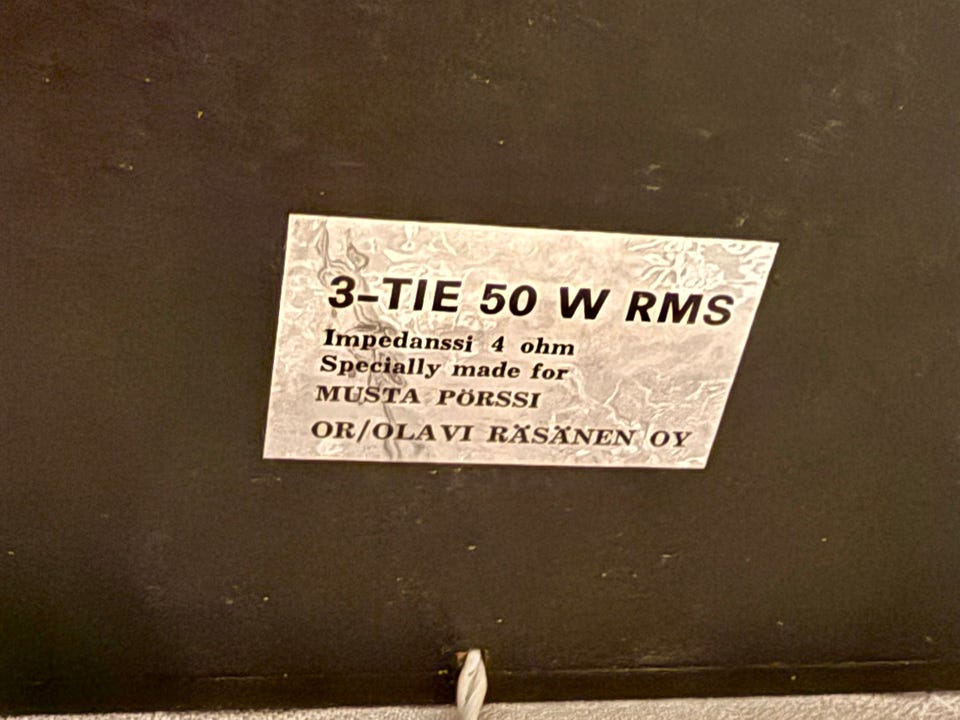 3-TIE 50 W RMS
Impedanssi 4 ohm
Specially made for
MUSTA PÖRSSI
OR/OLAVI RÄSÄNEN OY